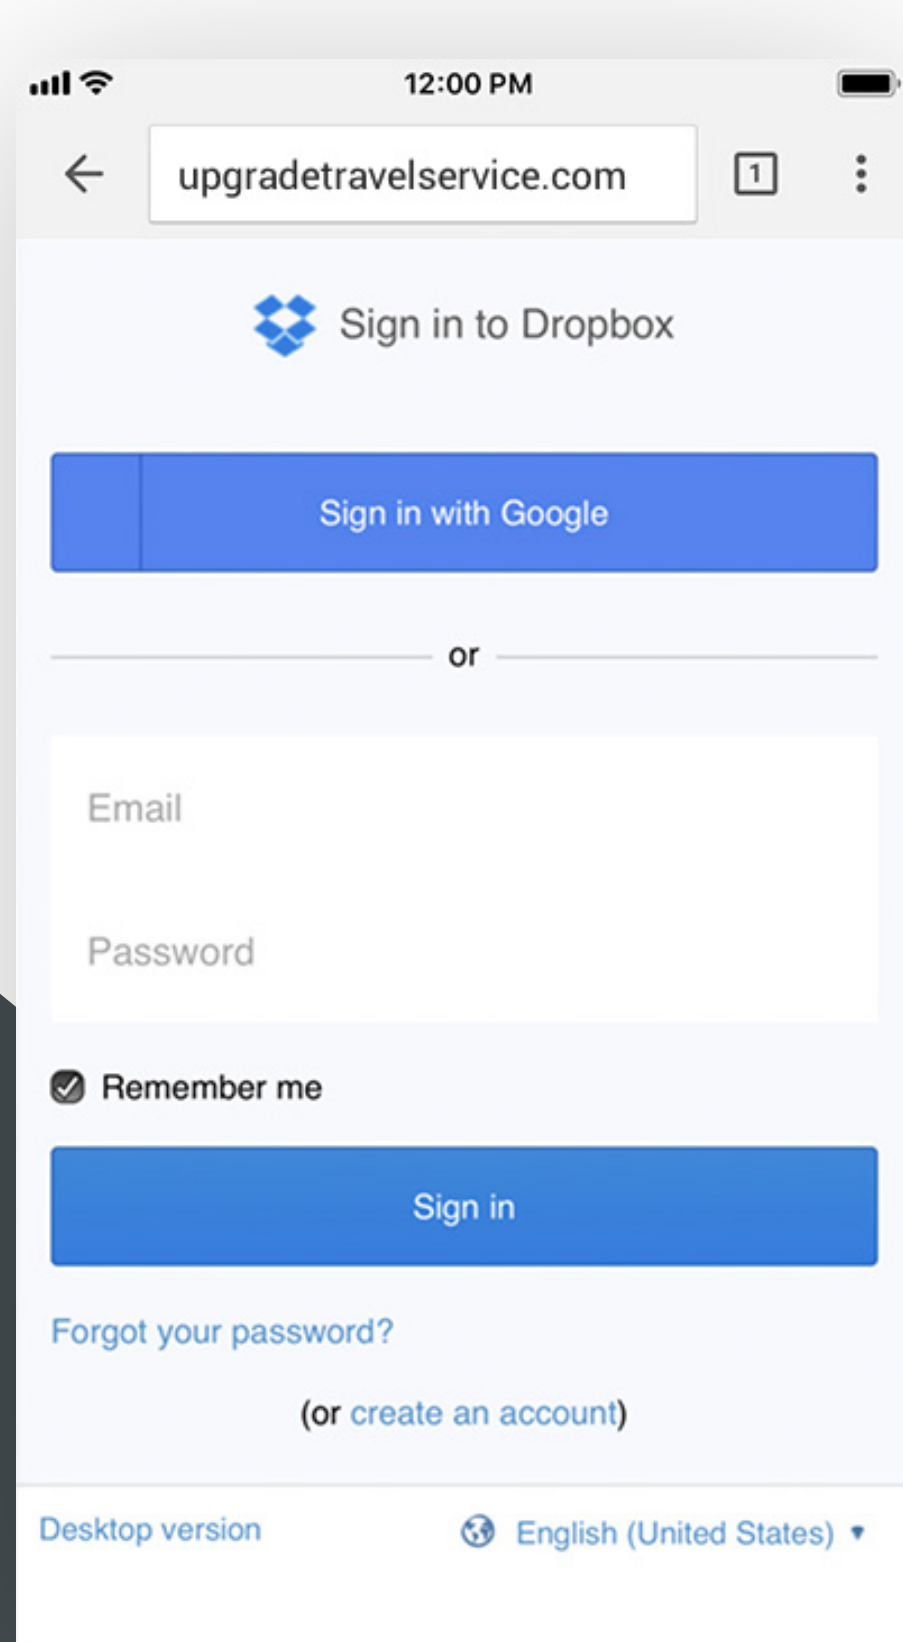 12:00 PM
upgradetravelservice.com
1
Sign in to Dropbox
Sign in with Google
or
Email
Password
Remember me
Sign in
Forgot your password?
(or create an account)
Desktop version
English (United States)